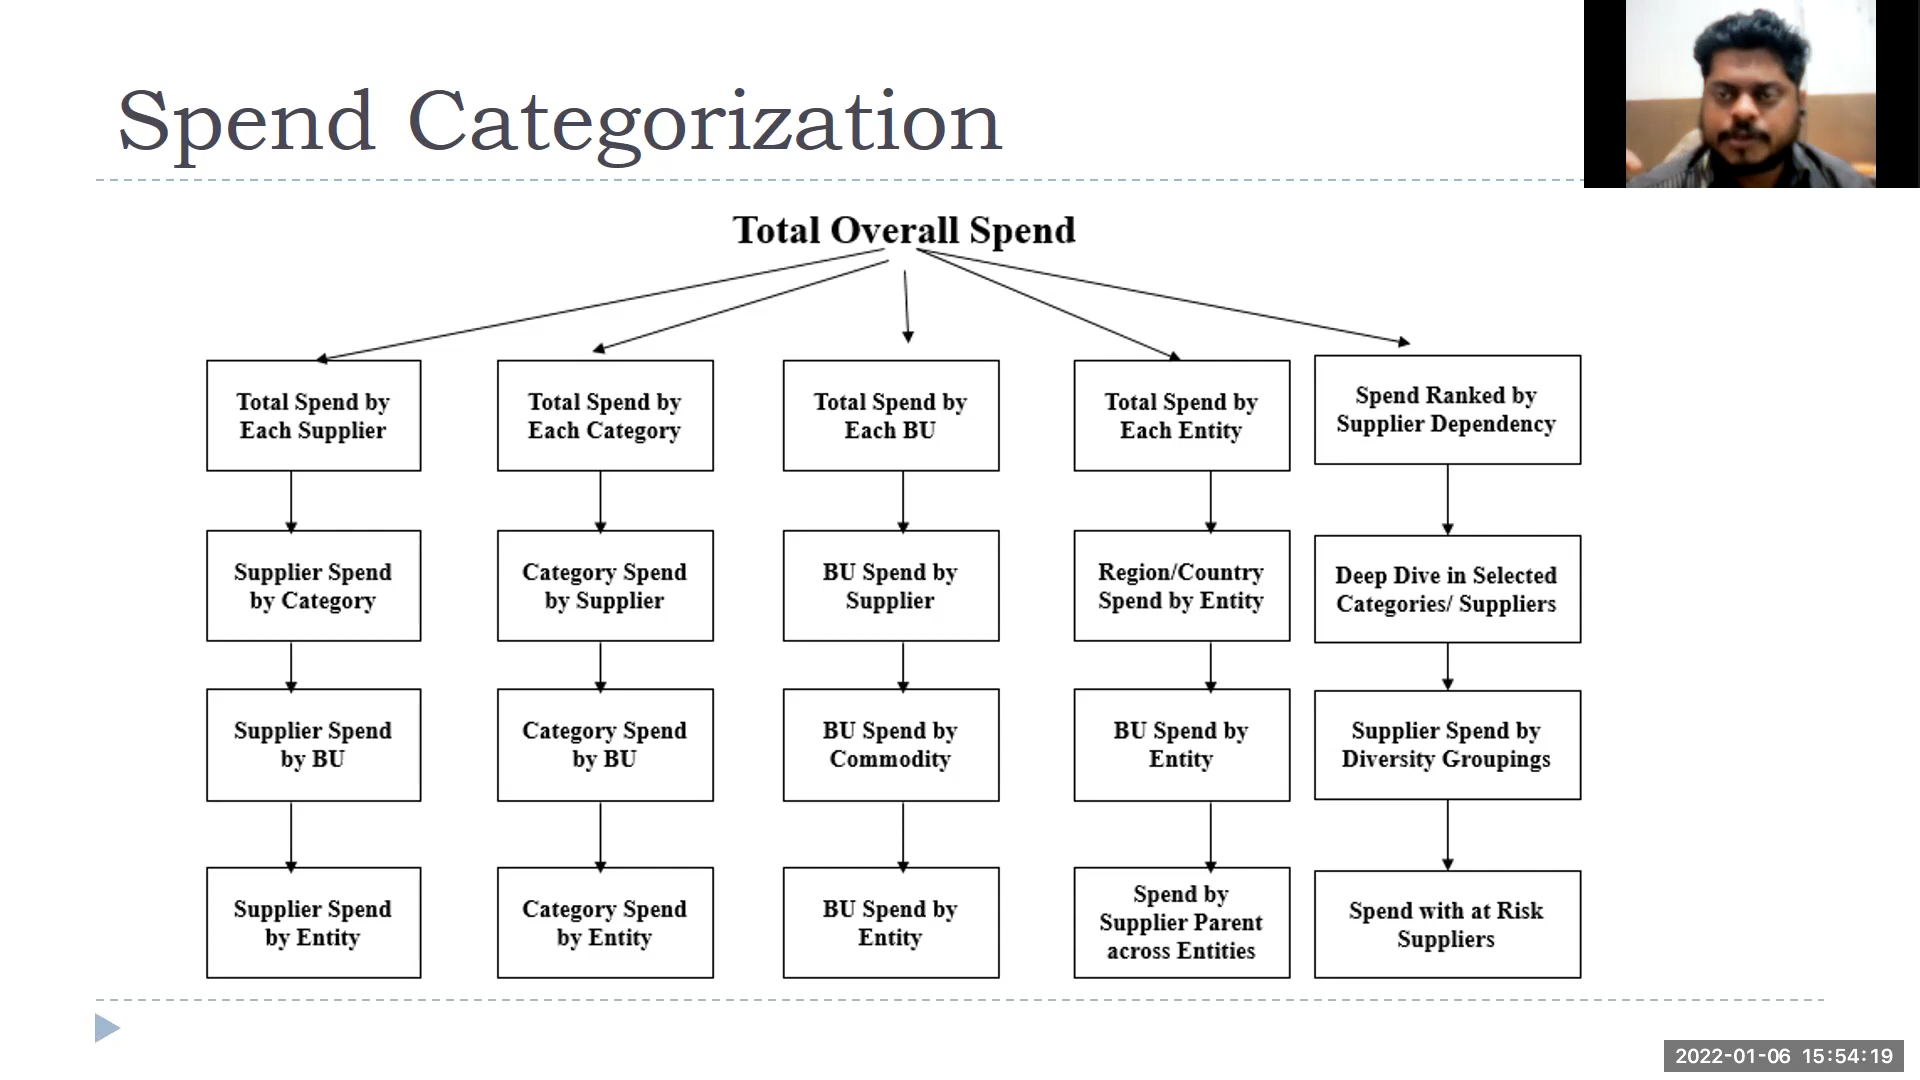 Spend Categorization
Total Overall Spend
Total Spend by
Each Supplier
Supplier Spend
by Category
Supplier Spend
by BU
Supplier Spend
by Entity
Total Spend by
Each Category
Category Spend
by Supplier
Category Spend
by BU
Category Spend
by Entity
Total Spend by
Each BU
BU Spend by
Supplier
BU Spend by
Commodity
BU Spend by
Entity
Total Spend by
Each Entity
Region/Country
Spend by Entity
BU Spend by
Entity
Spend by
Supplier Parent
across Entities
Spend Ranked by
Supplier Dependency
Deep Dive in Selected
Categories/ Suppliers
Supplier Spend by
Diversity Groupings
Spend with at Risk
Suppliers
2022-01-06 15:54:19